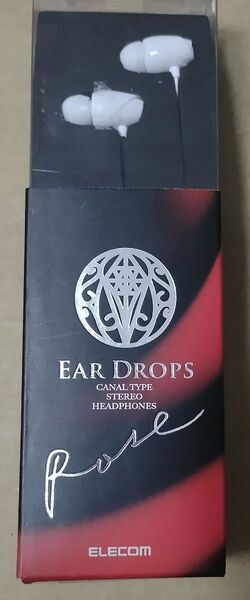 EAR DROPS
CANAL TYPE
STEREO
HEADPHONES
Rose
ELECOM